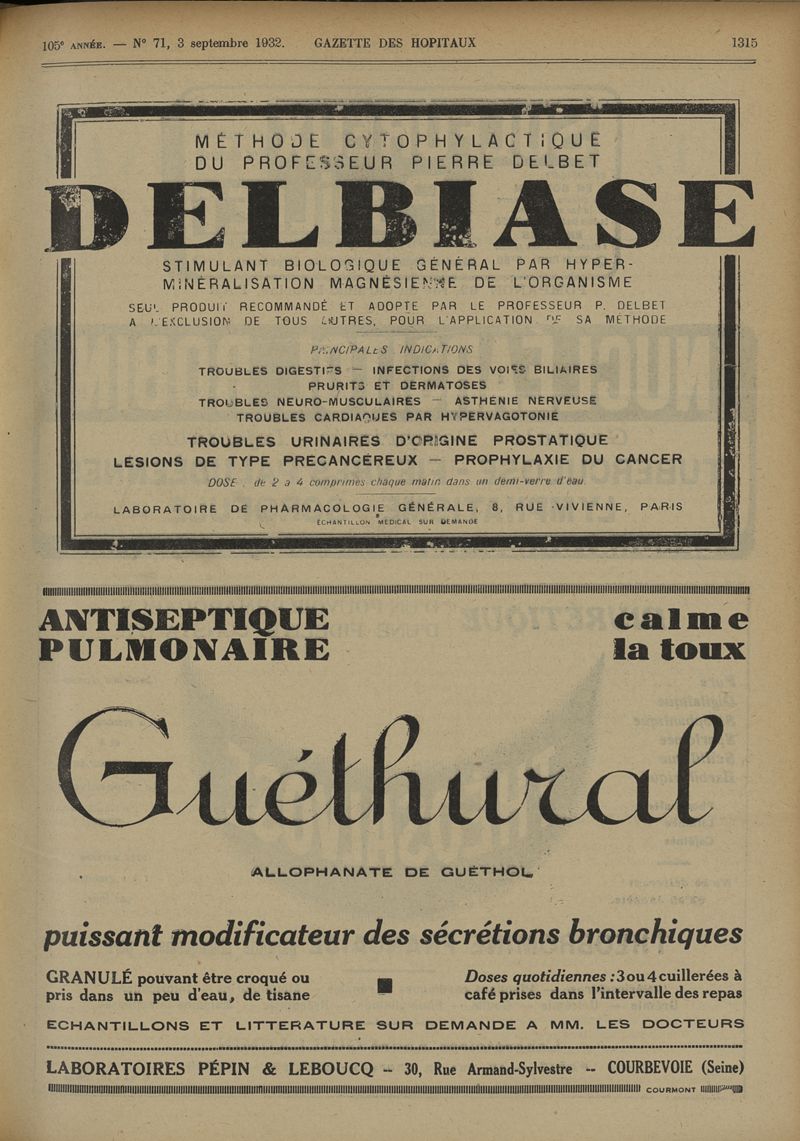 105e ANNÉE. — N° 71, 3 septembre 1932. GAZETTE DES HOPITAUX 1315
MÉTHODE CYTOPHYLACTIQUE
DU PROFESSEUR PIERRE DELBET
DELBIASE
STIMULANT BIOLOGIQUE GÉNÉRAL PAR HYPER-
MINÉRALISATION MAGNÉSIENNE DE L'ORGANISME
SEUL PRODUIT RECOMMANDÉ ET ADOPTE PAR LE PROFESSEUR P. DELBET
A L'EXCLUSION DE TOUS AUTRES, POUR L'APPLICATION DE SA MÉTHODE
PRINCIPALES INDICATIONS
TROUBLES DIGESTIFS — INFECTIONS DES VOIES BILIAIRES
PRURITS ET DERMATOSES
TROUBLES NEURO-MUSCULAIRES — ASTHÉNIE NERVEUSE
TROUBLES CARDIAQUES PAR HYPERVAGOTONIE
TROUBLES URINAIRES D'ORIGINE PROSTATIQUE
LESIONS DE TYPE PRECANCÉREUX — PROPHYLAXIE DU CANCER
DOSE : de 2 a 4 comprimés chaque matin dans un demi-verre d'eau.
LABORATOIRE DE PHARMACOLOGIE GÉNÉRALE, 8, RUE VIVIENNE, PARIS
ÉCHANTILLON MÉDICAL SUR DEMANDE
ANTISEPTIQUE calme
PULMONAIRE la toux
Guéthural
ALLOPHANATE DE GUÉTHOL
puissant modificateur des sécrétions bronchiques
GRANULÉ pouvant être croqué ou
pris dans un peu d'eau, de tisane
Doses quotidiennes : 3 ou 4 cuillerées à
café prises dans l'intervalle des repas
ECHANTILLONS ET LITTERATURE SUR DEMANDE A MM. LES DOCTEURS
LABORATOIRES PÉPIN & LEBOUCQ -- 30, Rue Armand-Sylvestre -- COURBEVOIE (Seine)
COURMONT